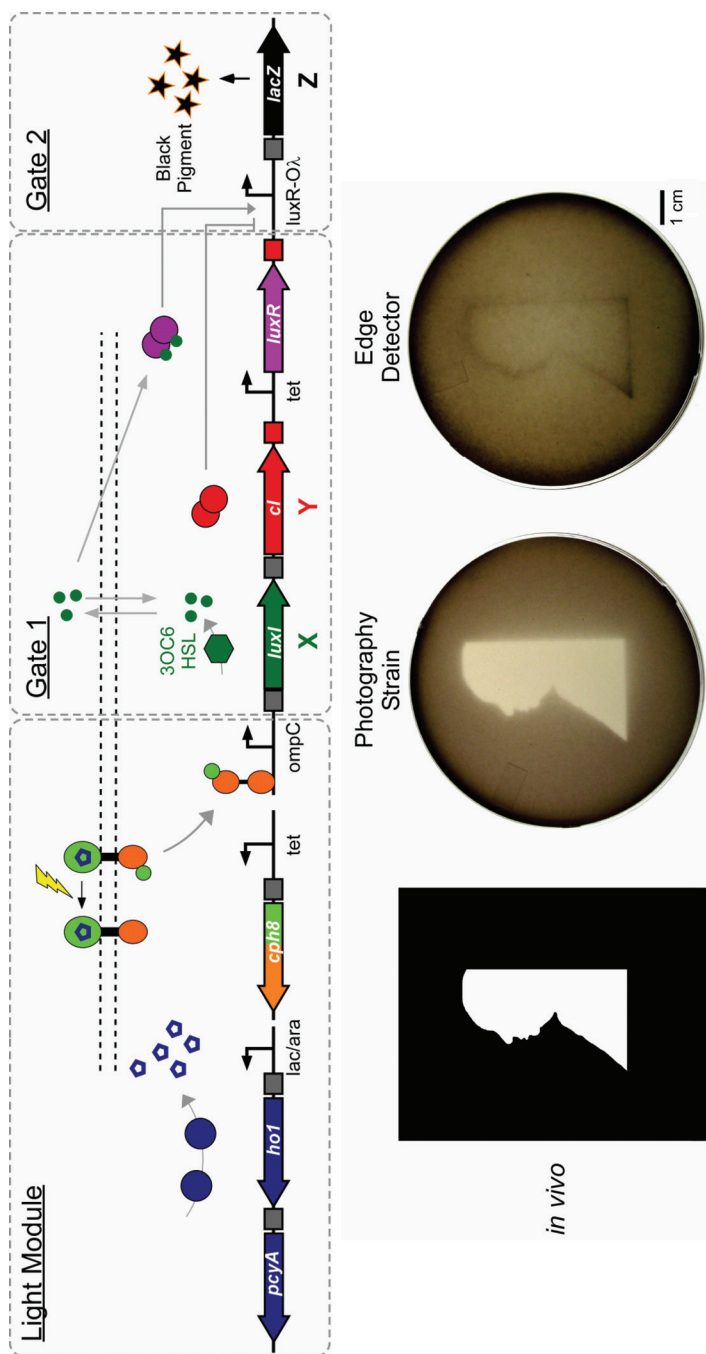 Light Module
Gate 1
Gate 2
3OC6
HSL
Black
Pigment
pcyA
ho1
lac/ara
cph8
tet
ompC
luxI
X
cI
Y
tet
luxR
luxR-Oλ
lacZ
Z
in vivo
Photography
Strain
Edge
Detector
1 cm